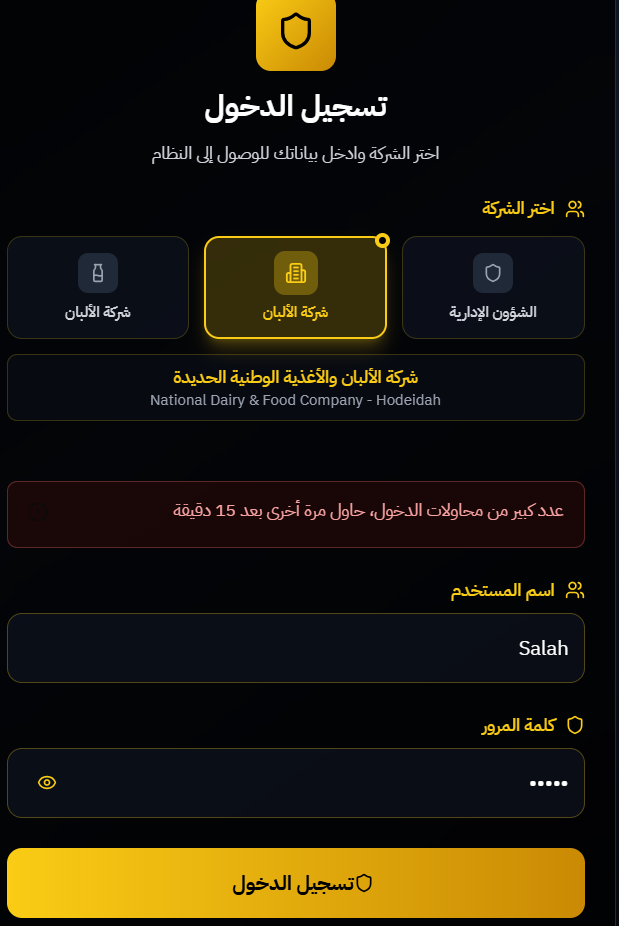 تسجيل الدخول
اختر الشركة وادخل بياناتك للوصول إلى النظام
اختر الشركة
الشؤون الإدارية
شركة الألبان
شركة الألبان
شركة الألبان والأغذية الوطنية الحديدة
National Dairy & Food Company - Hodeidah
عدد كبير من محاولات الدخول، حاول مرة أخرى بعد 15 دقيقة
اسم المستخدم
Salah
كلمة المرور
•••••
تسجيل الدخول